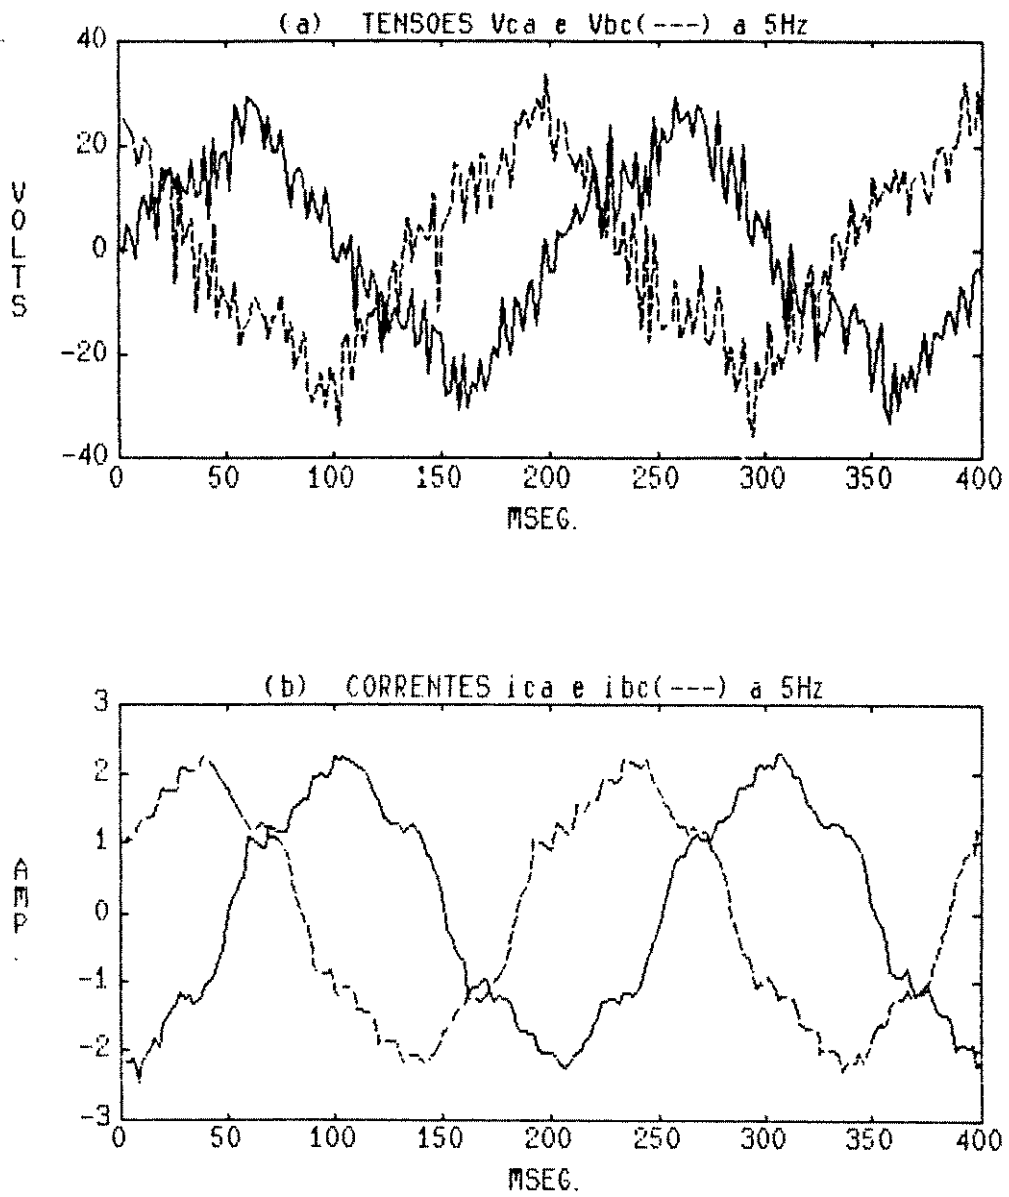 (a) TENSOES Vca e Vbc(---) a 5Hz
40
20
0
-20
-40
VOLTS
0 50 100 150 200 250 300 350 400
MSEG.
(b) CORRENTES ica e ibc(---) a 5Hz
3
2
1
0
-1
-2
-3
AMP
0 50 100 150 200 250 300 350 400
MSEG.